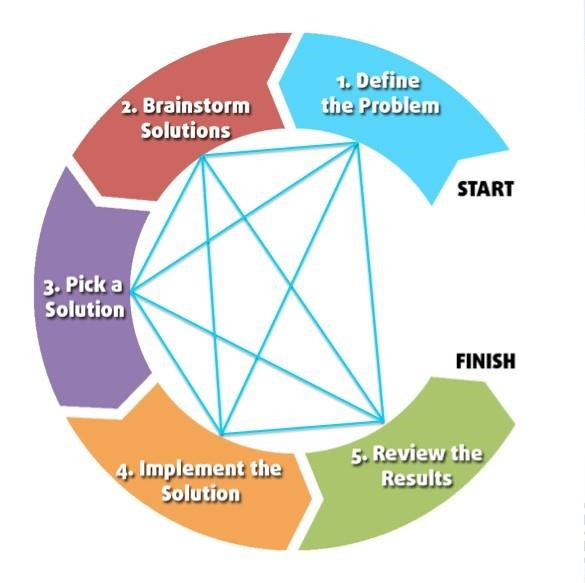 1. Define
the Problem
2. Brainstorm
Solutions
START
3. Pick a
Solution
FINISH
4. Implement the
Solution
5. Review the
Results